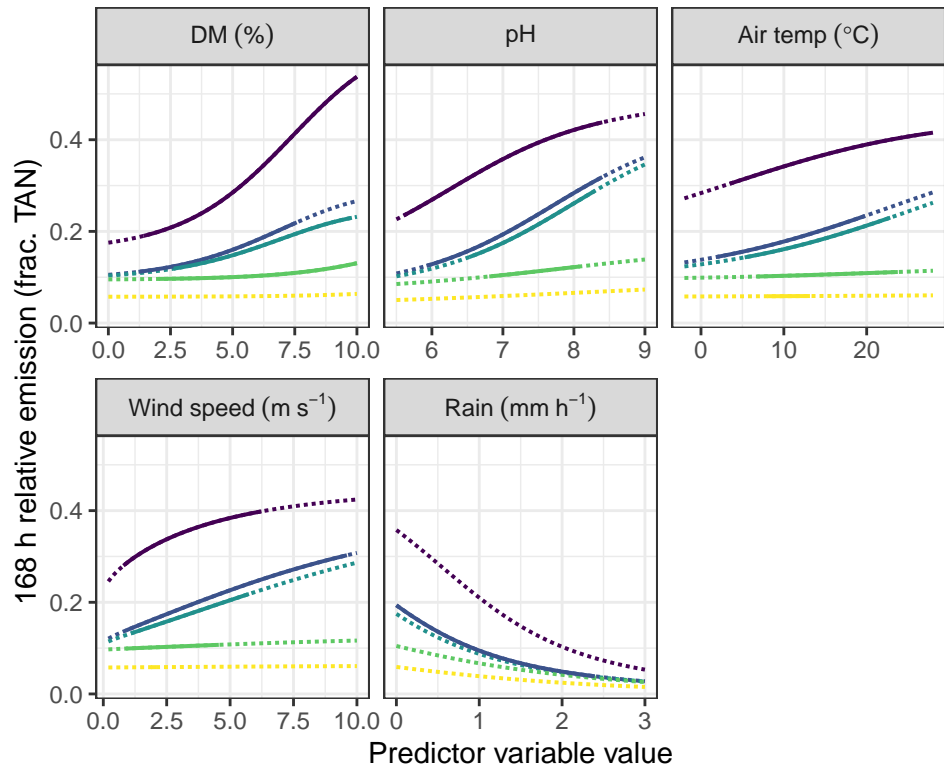 DM (%) pH Air temp (°C)
168 h relative emission (frac. TAN)
0.4
0.2
0.0
0.0 2.5 5.0 7.5 10.0 6 7 8 9 0 10 20
Wind speed (m s⁻¹) Rain (mm h⁻¹)
0.4
0.2
0.0
0.0 2.5 5.0 7.5 10.0 0 1 2 3
Predictor variable value